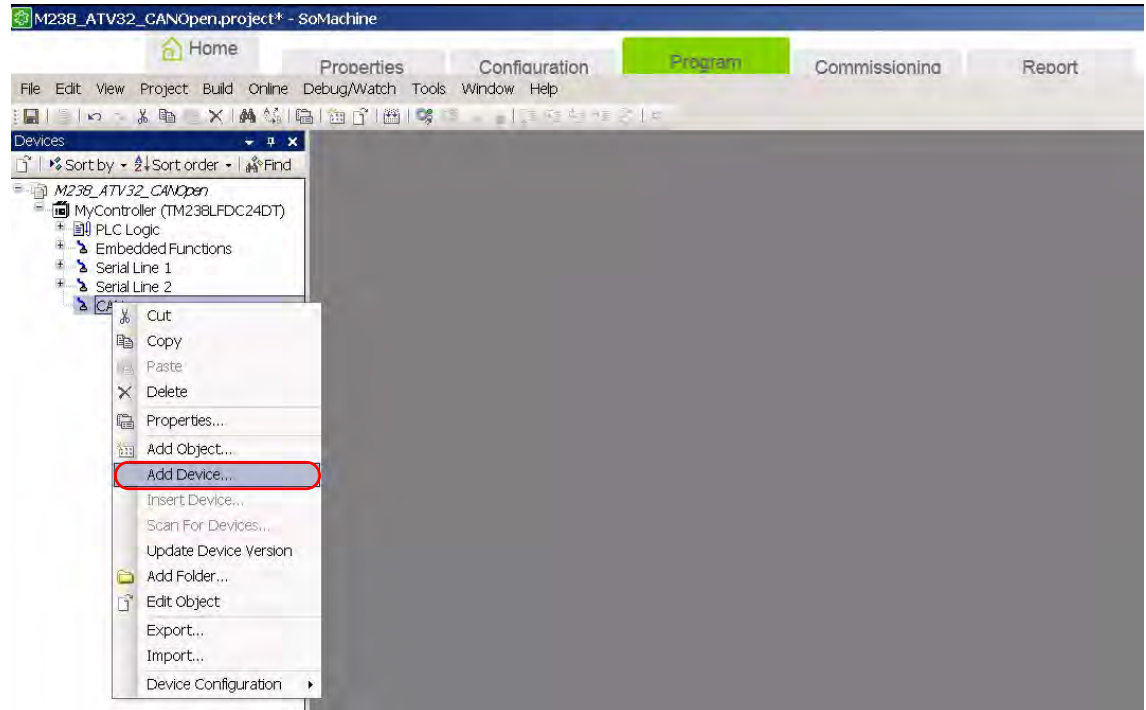 M238_ATV32_CANOpen.project* - SoMachine
Home
Properties Configuration Program Commissioning Report
File Edit View Project Build Online Debug/Watch Tools Window Help
Devices
Sort by Sort order Find
M238_ATV32_CANOpen
MyController (TM238LFDC24DT)
PLC Logic
Embedded Functions
Serial Line 1
Serial Line 2
Cut
Copy
Paste
Delete
Properties...
Add Object...
Add Device...
Insert Device...
Scan For Devices...
Update Device Version
Add Folder...
Edit Object
Export...
Import...
Device Configuration